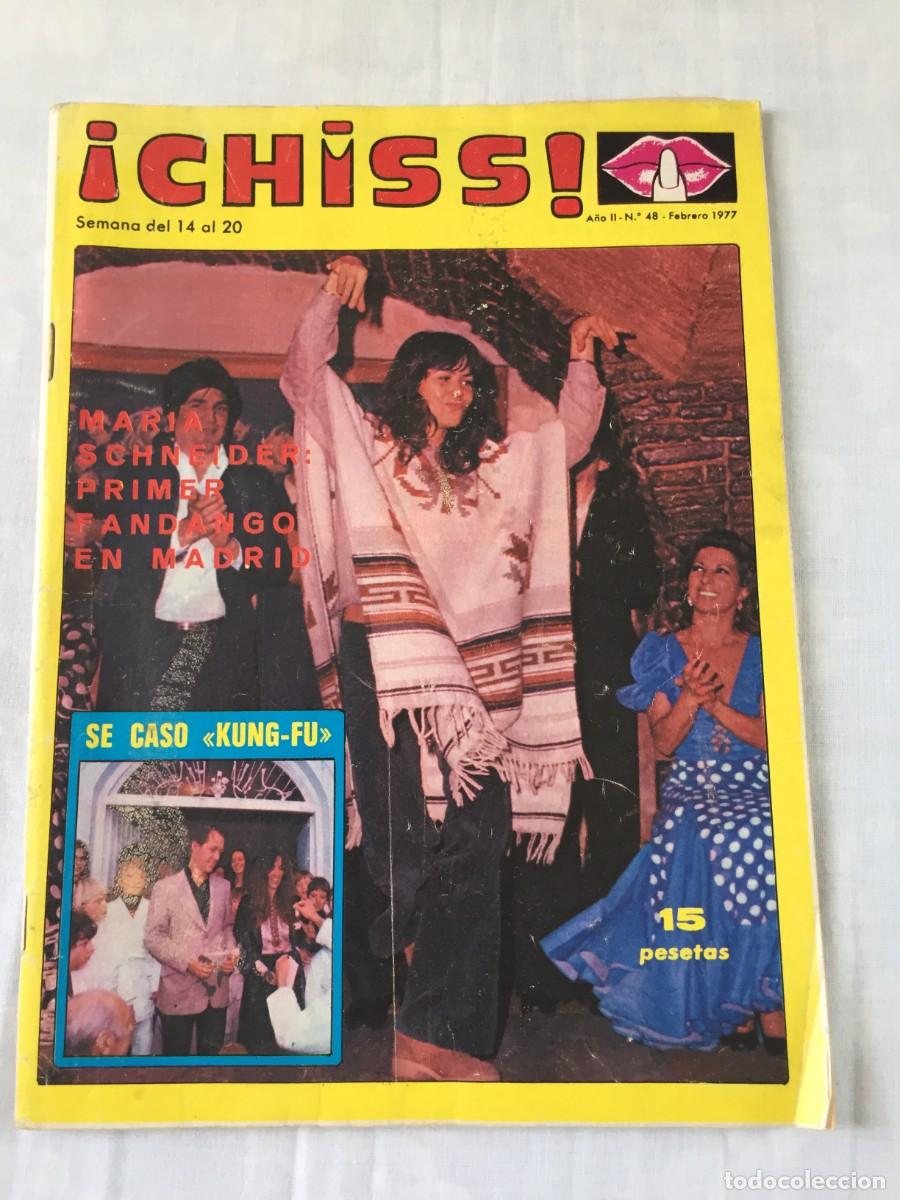 ¡CHISS!
Semana del 14 al 20
Año II - N.º 48 - Febrero 1977
MARIA
SCHNEIDER:
PRIMER
FANDANGO
EN MADRID
SE CASO «KUNG-FU»
15
pesetas
todocoleccion